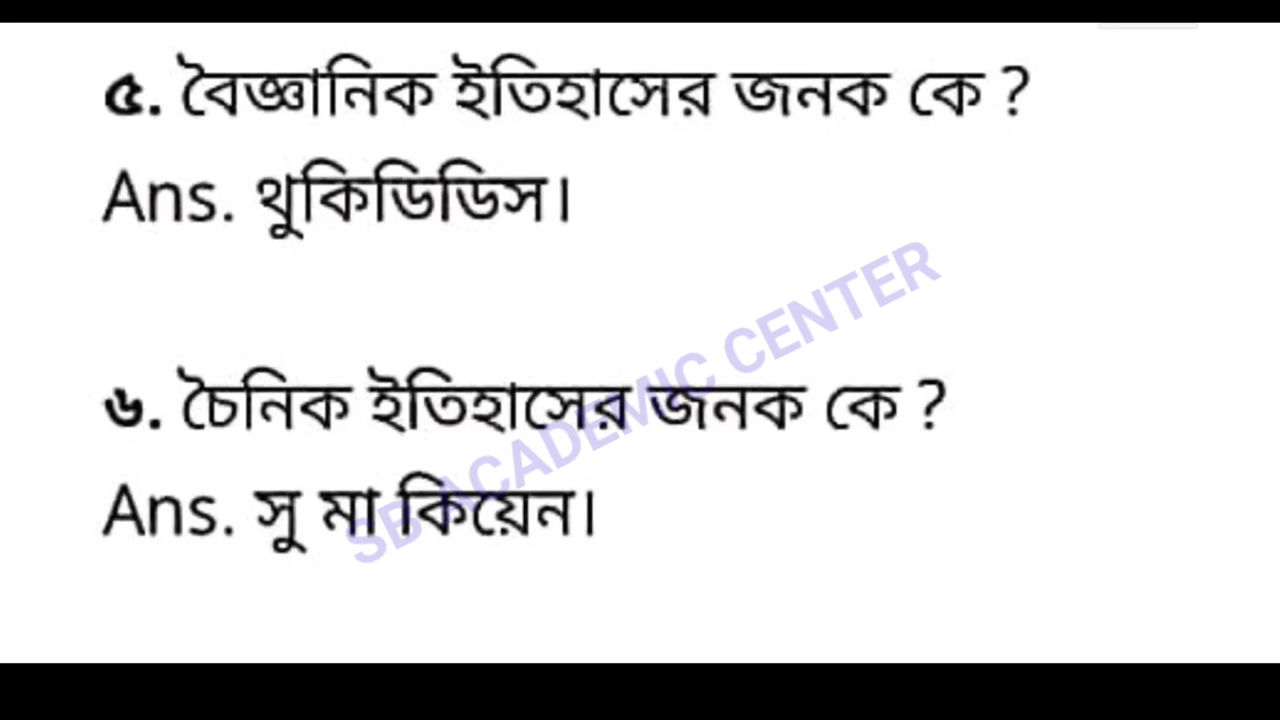 ৫. বৈজ্ঞানিক ইতিহাসের জনক কে ?
Ans. থুকিডিডিস।
৬. চৈনিক ইতিহাসের জনক কে ?
Ans. সু মা কিয়েন।
SB ACADEMIC CENTER